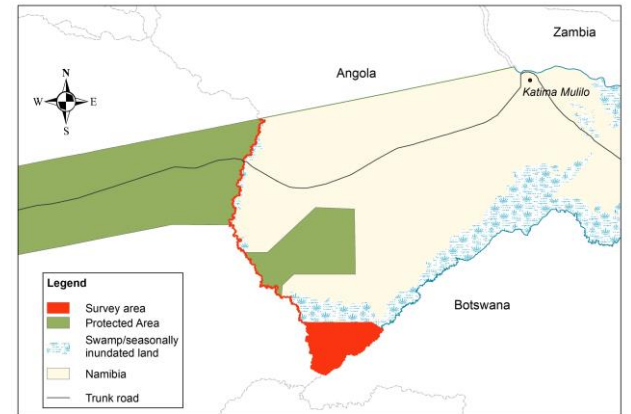 Zambia
Angola
Katima Mulilo
N
W E
S
Botswana
Legend
Survey area
Protected Area
Swamp/seasonally
inundated land
Namibia
Trunk road